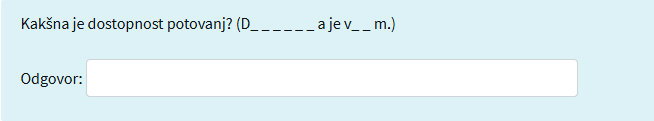 Kakšna je dostopnost potovanj? (D_ _ _ _ _ _ a je v_ _ m.)
Odgovor: